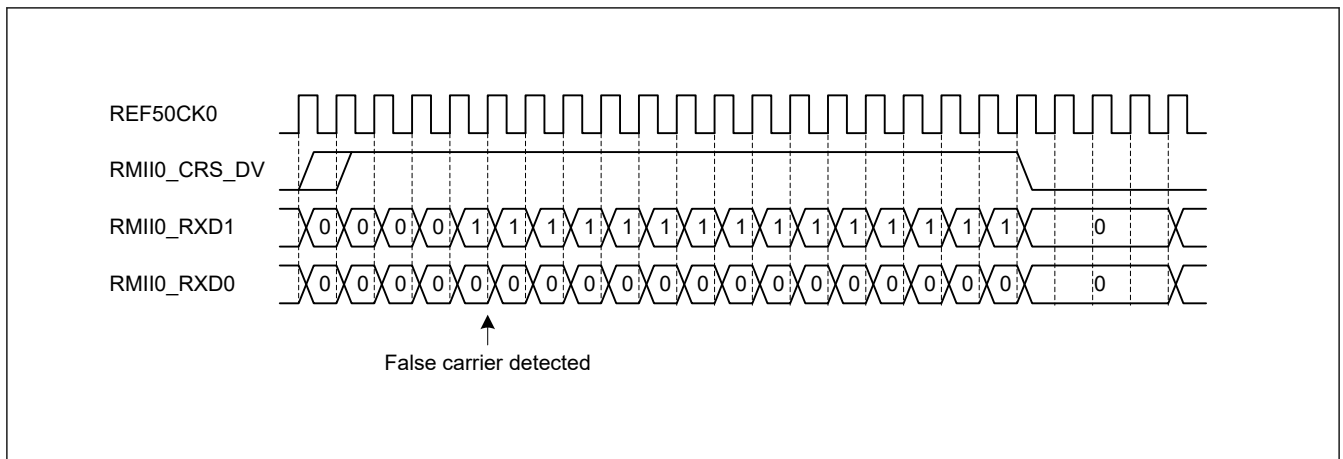 REF50CK0
RMII0_CRS_DV
RMII0_RXD1 0 0 0 0 1 1 1 1 1 1 1 1 1 1 1 1 1 1 1 0
RMII0_RXD0 0 0 0 0 0 0 0 0 0 0 0 0 0 0 0 0 0 0 0 0
False carrier detected